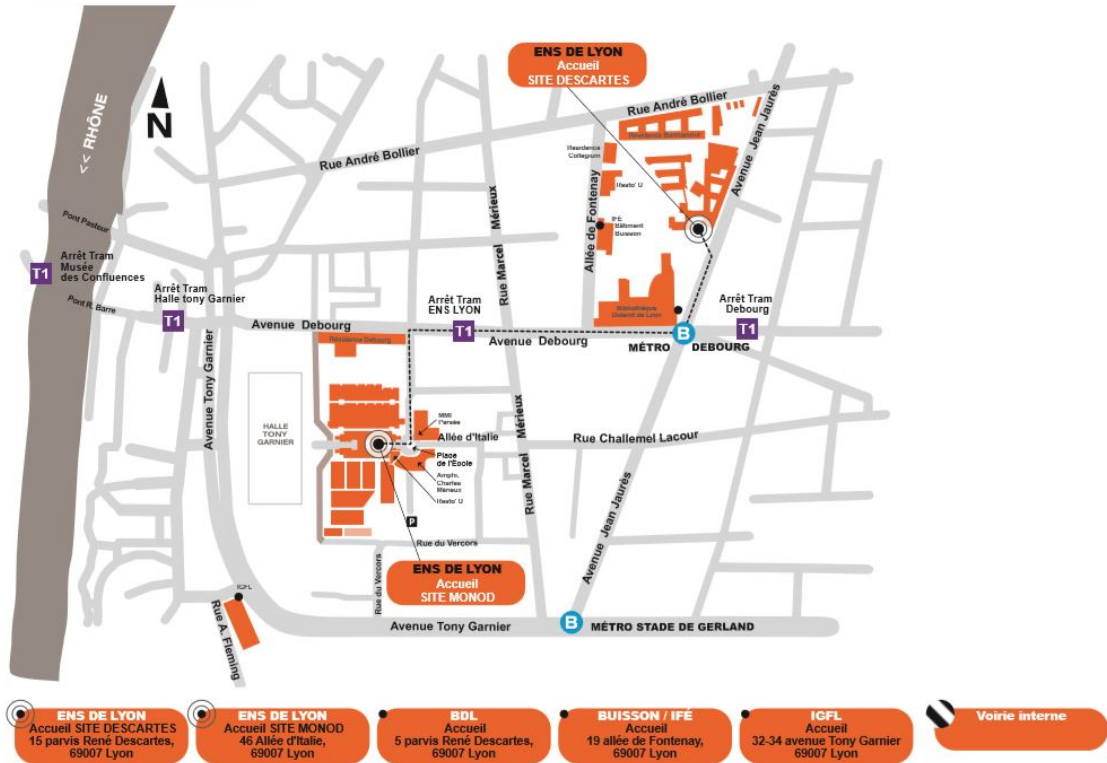 ENS DE LYON
Accueil
SITE DESCARTES
Rue André Bollier
Avenue Jean Jaurès
<< RHÔNE
N
Rue André Bollier
Résidence Bonnamour
Résidence
Collegium
Resto' U
Allée de Fontenay
IFÉ
Bâtiment
Buisson
Rue Marcel Mérieux
Pont Pasteur
T1
Arrêt Tram
Musée
des Confluences
Pont R. Barre
Arrêt Tram
Halle tony Garnier
T1
Arrêt Tram
ENS LYON
T1
Bibliothèque
Diderot de Lyon
Arrêt Tram
Debourg
T1
B
Avenue Debourg
Avenue Debourg
MÉTRO DEBOURG
Résidence Debourg
Avenue Tony Garnier
HALLE
TONY
GARNIER
MMI
Persée
Allée d'Italie
Rue Challemel Lacour
Place
de l'École
Amphi.
Charles
Mérieux
Resto' U
Rue Marcel Mérieux
Avenue Jean Jaurès
P
Rue du Vercors
Rue du Vercors
ENS DE LYON
Accueil
SITE MONOD
IGFL
Rue A. Fleming
Avenue Tony Garnier
B
MÉTRO STADE DE GERLAND
ENS DE LYON
Accueil SITE DESCARTES
15 parvis René Descartes,
69007 Lyon
ENS DE LYON
Accueil SITE MONOD
46 Allée d'Italie,
69007 Lyon
BDL
Accueil
5 parvis René Descartes,
69007 Lyon
BUISSON / IFÉ
Accueil
19 allée de Fontenay,
69007 Lyon
IGFL
Accueil
32-34 avenue Tony Garnier
69007 Lyon
Voirie interne